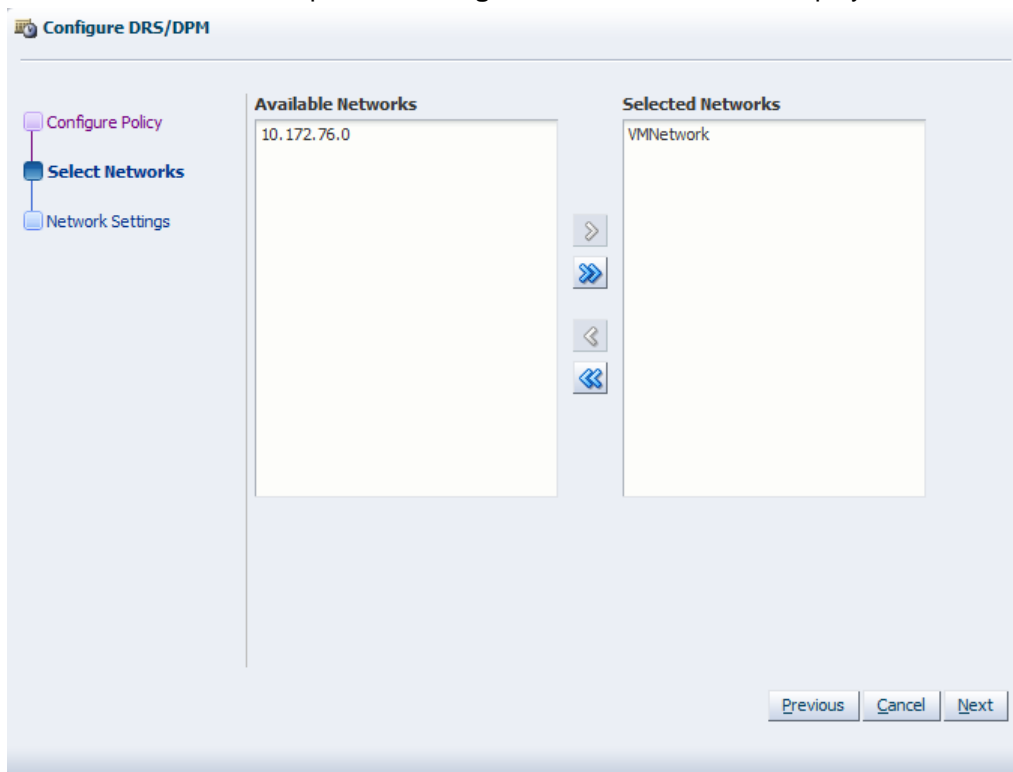 Configure DRS/DPM
Configure Policy
Select Networks
Network Settings
Available Networks
10.172.76.0
Selected Networks
VMNetwork
Previous
Cancel
Next